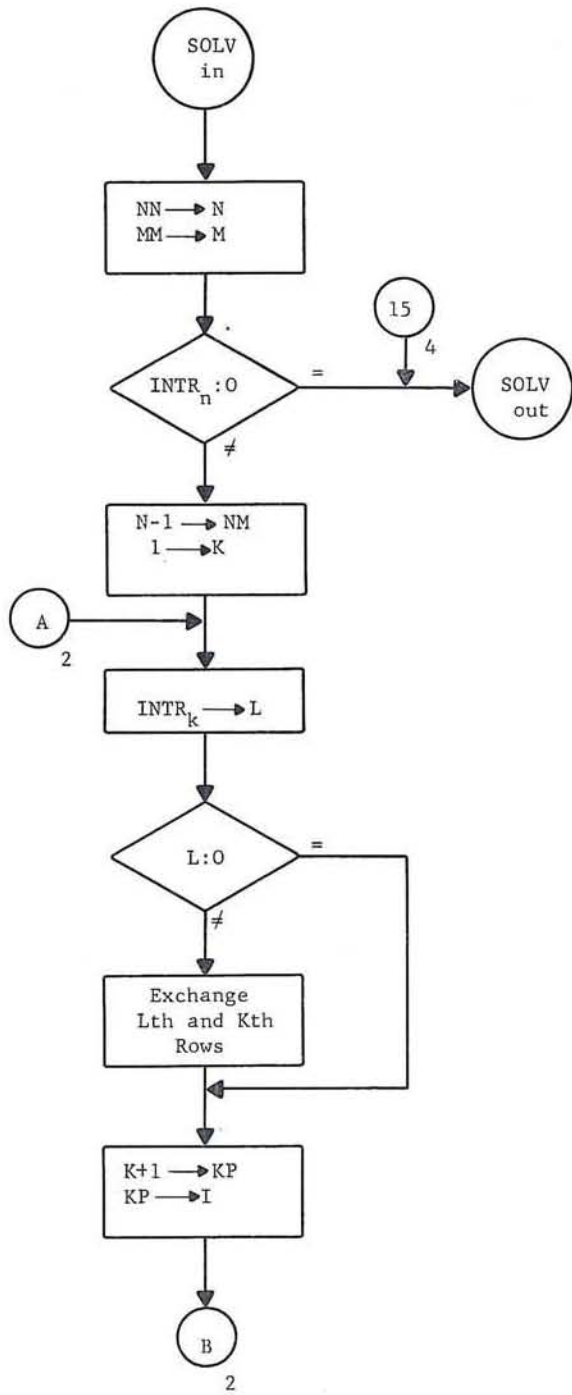 SOLV
in
NN → N
MM → M
15
4
INTRn:0
=
SOLV
out
≠
N-1 → NM
1 → K
A
2
INTRk → L
L:0
=
≠
Exchange
Lth and Kth
Rows
K+1 → KP
KP → I
B
2